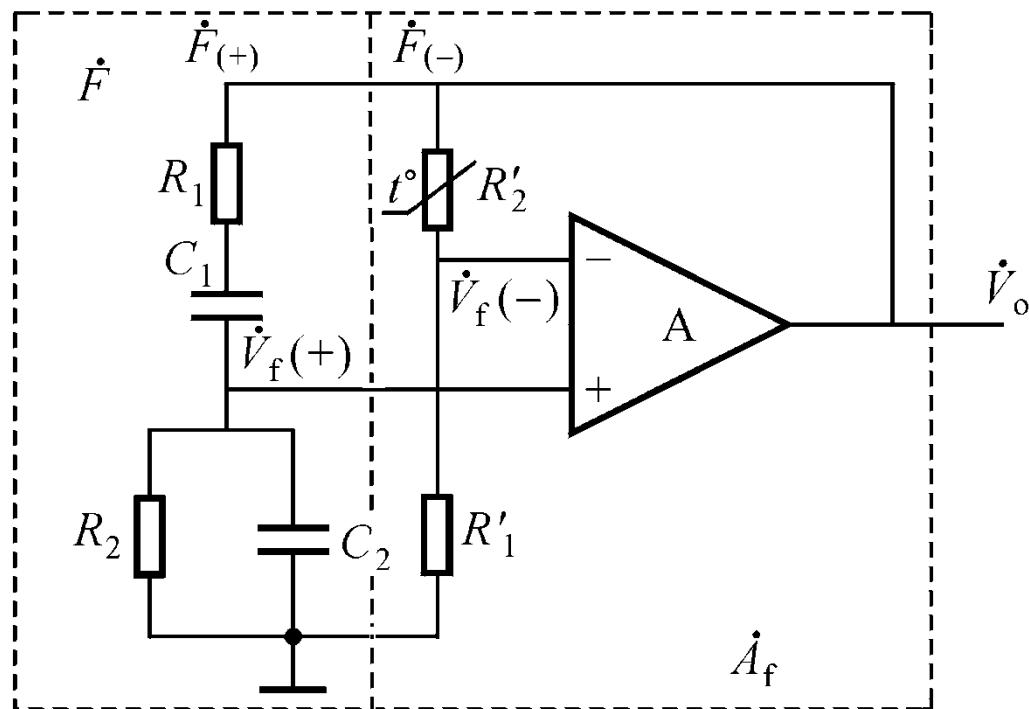 Ḟ(+)
Ḟ(−)
Ḟ
R₁
t°
R′₂
C₁
V̇f(−)
−
A
V̇o
V̇f(+)
+
R₂
C₂
R′₁
Ȧf